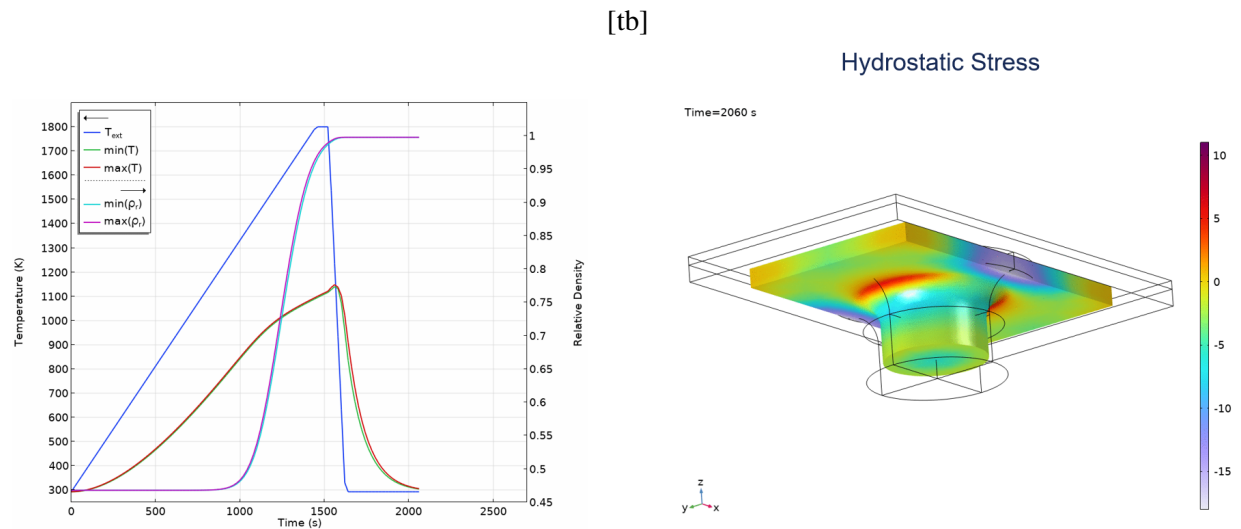 [tb]
Hydrostatic Stress
Time=2060 s
Temperature (K)
1800
1700
1600
1500
1400
1300
1200
1100
1000
900
800
700
600
500
400
300
T_ext
min(T)
max(T)
min(ρ_r)
max(ρ_r)
1
0.95
0.9
0.85
0.8
0.75
0.7
0.65
0.6
0.55
0.5
0.45
Relative Density
0 500 1000 1500 2000 2500
Time (s)
10
5
0
-5
-10
-15
z
y x